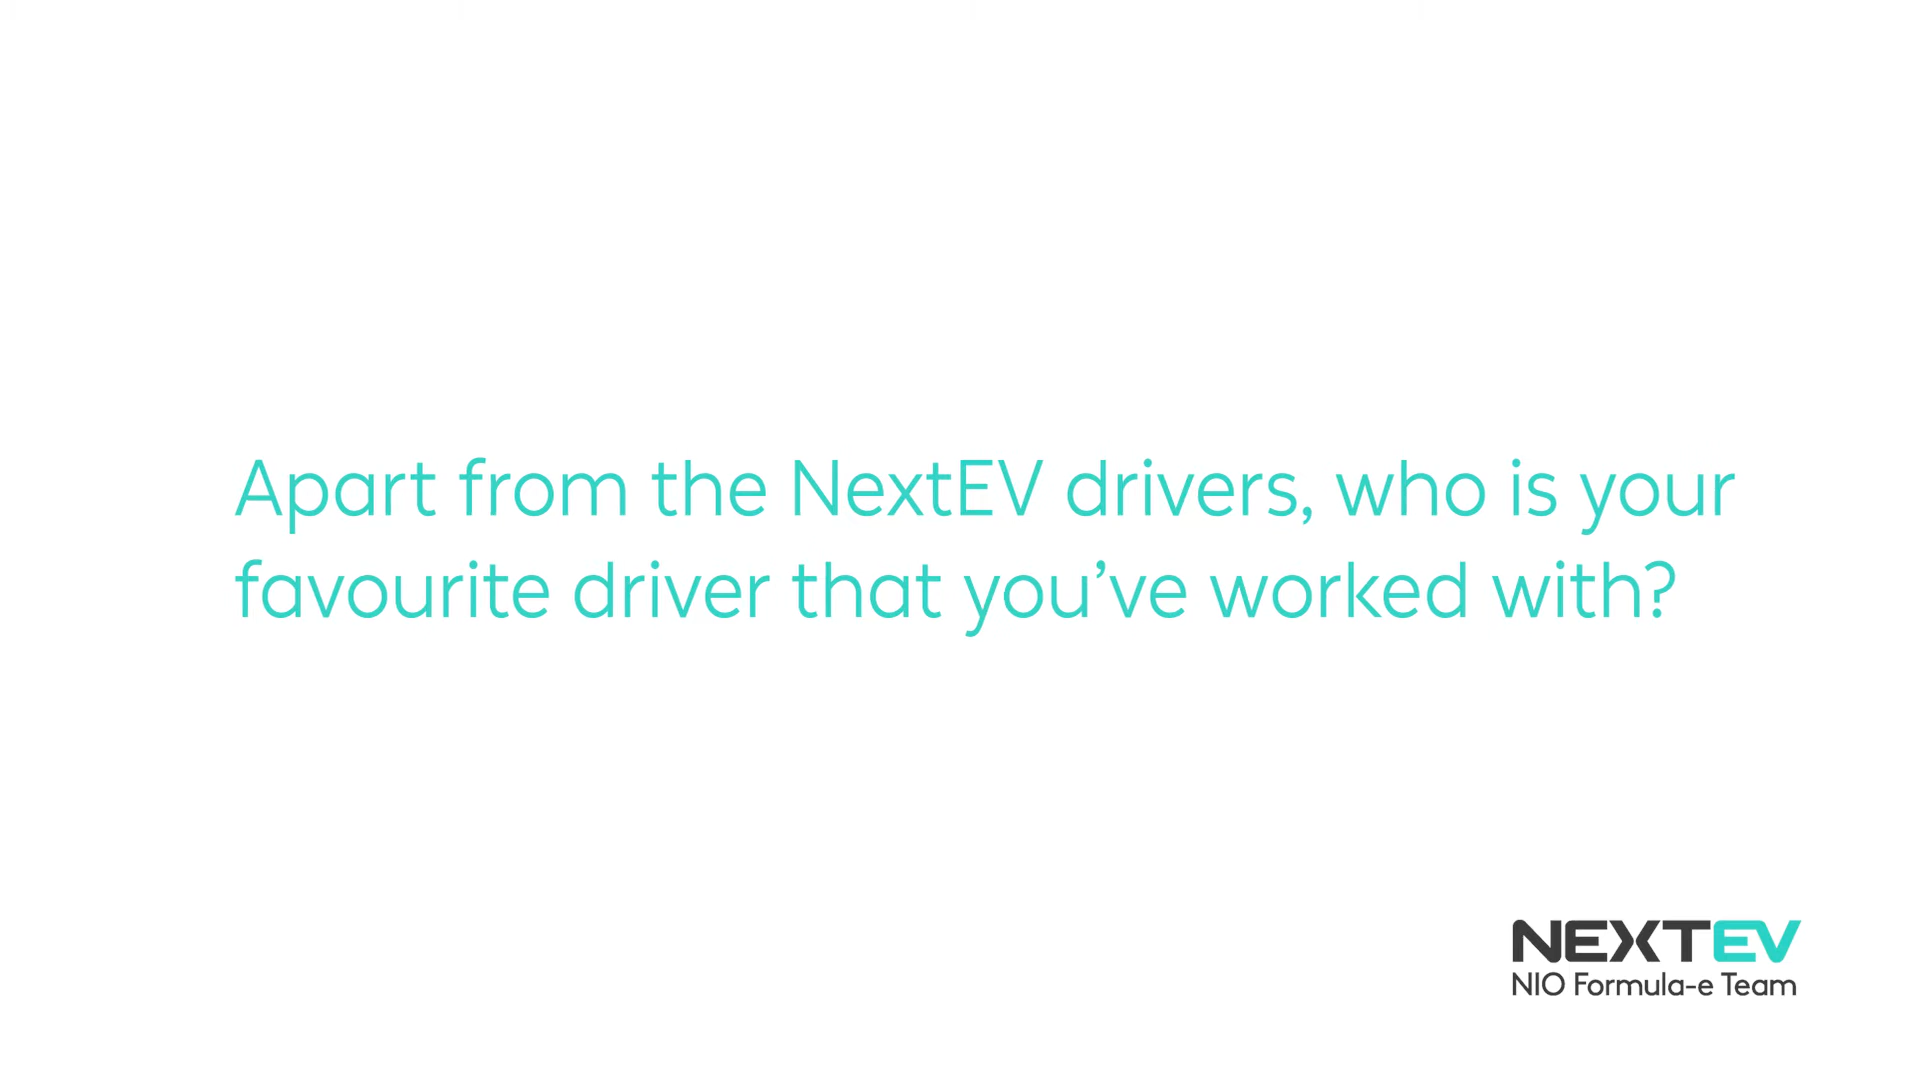 Apart from the NextEV drivers, who is your
favourite driver that you’ve worked with?
NEXTEV
NIO Formula-e Team